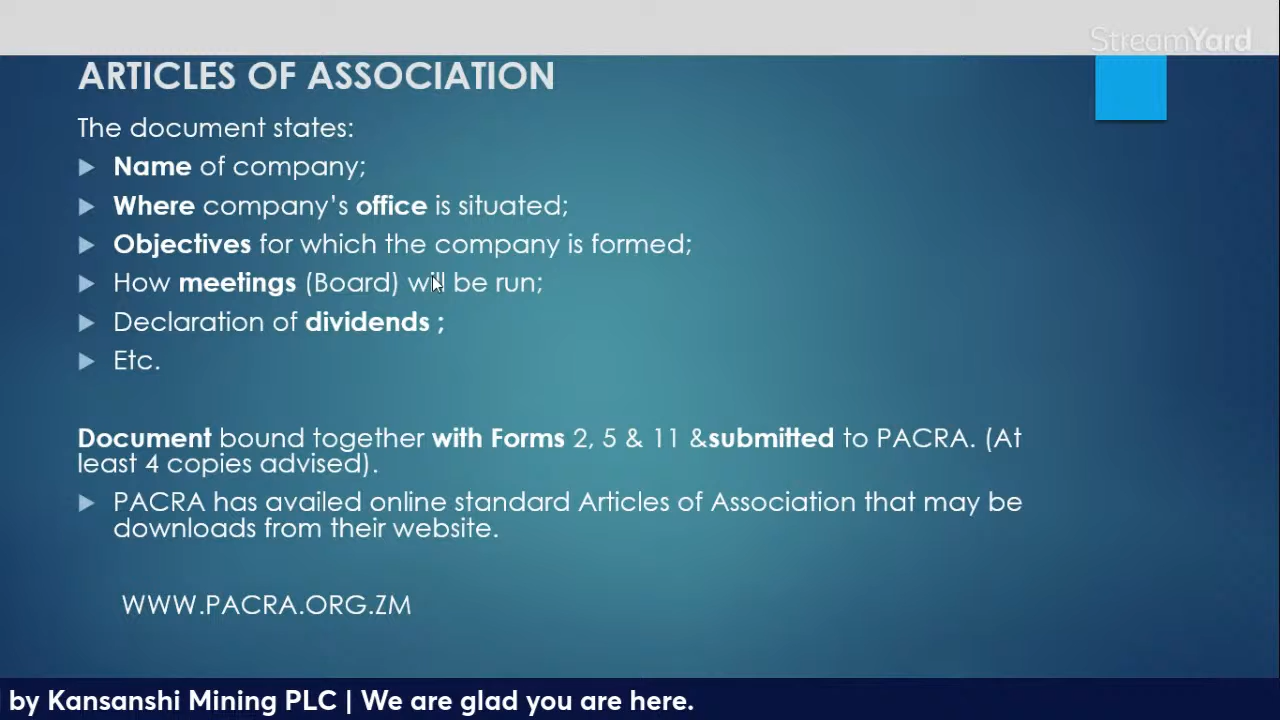 StreamYard
ARTICLES OF ASSOCIATION
The document states:
Name of company;
Where company's office is situated;
Objectives for which the company is formed;
How meetings (Board) will be run;
Declaration of dividends ;
Etc.
Document bound together with Forms 2, 5 & 11 &submitted to PACRA. (At
least 4 copies advised).
PACRA has availed online standard Articles of Association that may be
downloads from their website.
WWW.PACRA.ORG.ZM
by Kansanshi Mining PLC | We are glad you are here.